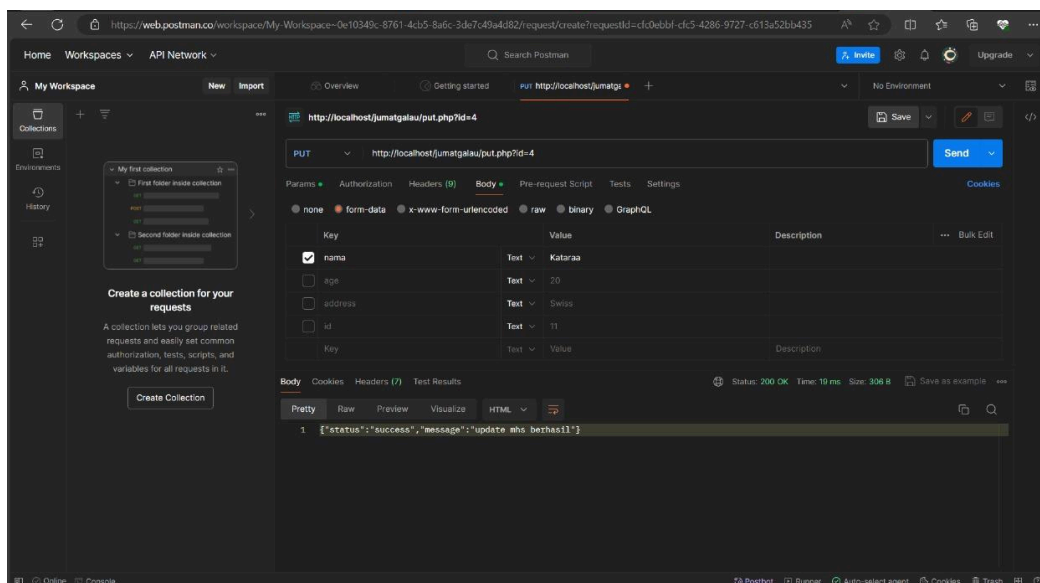 https://web.postman.co/workspace/My-Workspace~0e10349c-8761-4cb5-8a6c-3de7c49a4d82/request/create?requestId=cfc0ebbf-cfc5-4286-9727-c613a52bb435
Home Workspaces API Network Search Postman Invite Upgrade
My Workspace New Import Overview Getting started PUT http://localhost/jumatga No Environment
Collections
Environments
History
My first collection
First folder inside collection
Second folder inside collection
Create a collection for your
requests
A collection lets you group related
requests and easily set common
authorization, tests, scripts, and
variables for all requests in it.
Create Collection
http://localhost/jumatgalau/put.php?id=4 Save
PUT http://localhost/jumatgalau/put.php?id=4 Send
Params Authorization Headers (9) Body Pre-request Script Tests Settings Cookies
none form-data x-www-form-urlencoded raw binary GraphQL
Key Value Description Bulk Edit
nama Text Kataraa
age Text 20
address Text Swiss
id Text 11
Key Text Value Description
Body Cookies Headers (7) Test Results Status: 200 OK Time: 19 ms Size: 306 B Save as example
Pretty Raw Preview Visualize HTML
1 {"status":"success","message":"update mhs berhasil"}
Online Console Postbot Runner Auto-select agent Cookies Trash